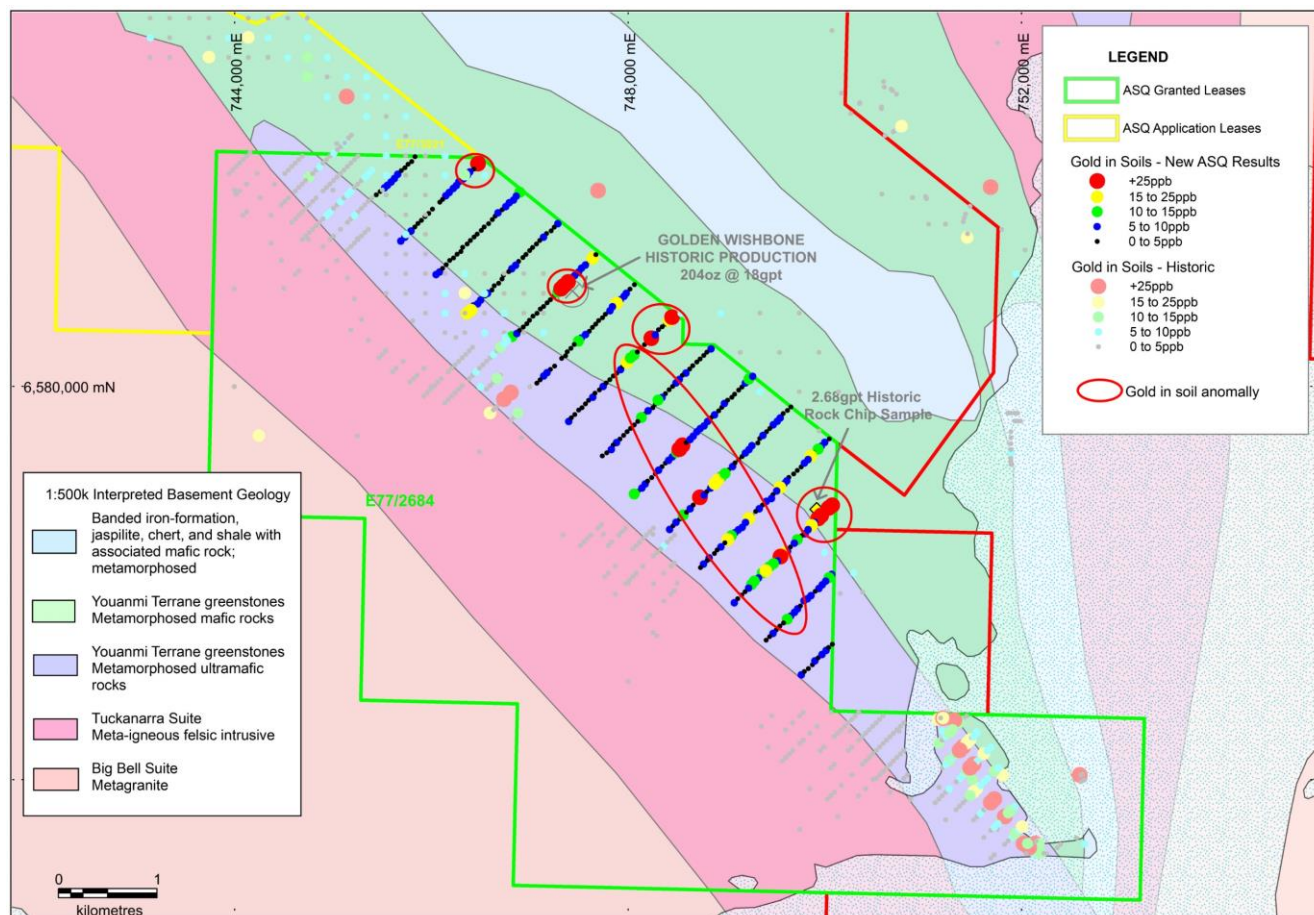 744,000 mE
748,000 mE
752,000 mE
LEGEND
ASQ Granted Leases
ASQ Application Leases
Gold in Soils - New ASQ Results
+25ppb
15 to 25ppb
10 to 15ppb
5 to 10ppb
0 to 5ppb
Gold in Soils - Historic
+25ppb
15 to 25ppb
10 to 15ppb
5 to 10ppb
0 to 5ppb
Gold in soil anomally
GOLDEN WISHBONE
HISTORIC PRODUCTION
204oz @ 18gpt
6,580,000 mN
2.68gpt Historic
Rock Chip Sample
E77/2684
1:500k Interpreted Basement Geology
Banded iron-formation,
jaspilite, chert, and shale with
associated mafic rock;
metamorphosed
Youanmi Terrane greenstones
Metamorphosed mafic rocks
Youanmi Terrane greenstones
Metamorphosed ultramafic
rocks
Tuckanarra Suite
Meta-igneous felsic intrusive
Big Bell Suite
Metagranite
0 1
kilometres